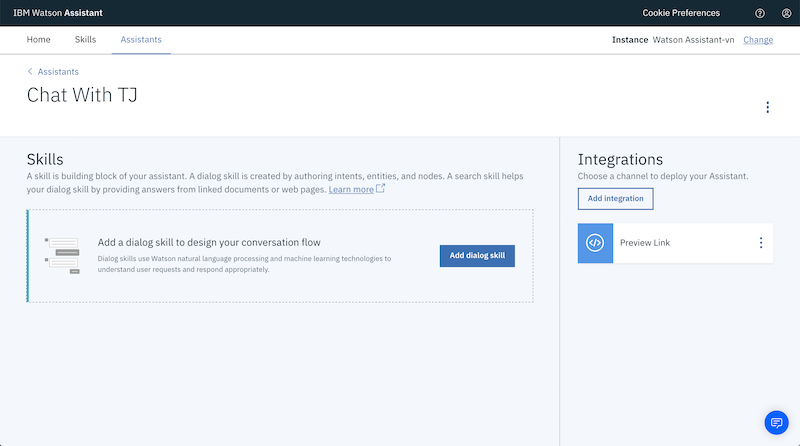 IBM Watson Assistant
Cookie Preferences
Home Skills Assistants
Instance Watson Assistant-vn Change
Assistants
Chat With TJ
Skills
A skill is building block of your assistant. A dialog skill is created by authoring intents, entities, and nodes. A search skill helps
your dialog skill by providing answers from linked documents or web pages. Learn more
Add a dialog skill to design your conversation flow
Dialog skills use Watson natural language processing and machine learning technologies to
understand user requests and respond appropriately.
Add dialog skill
Integrations
Choose a channel to deploy your Assistant.
Add integration
Preview Link